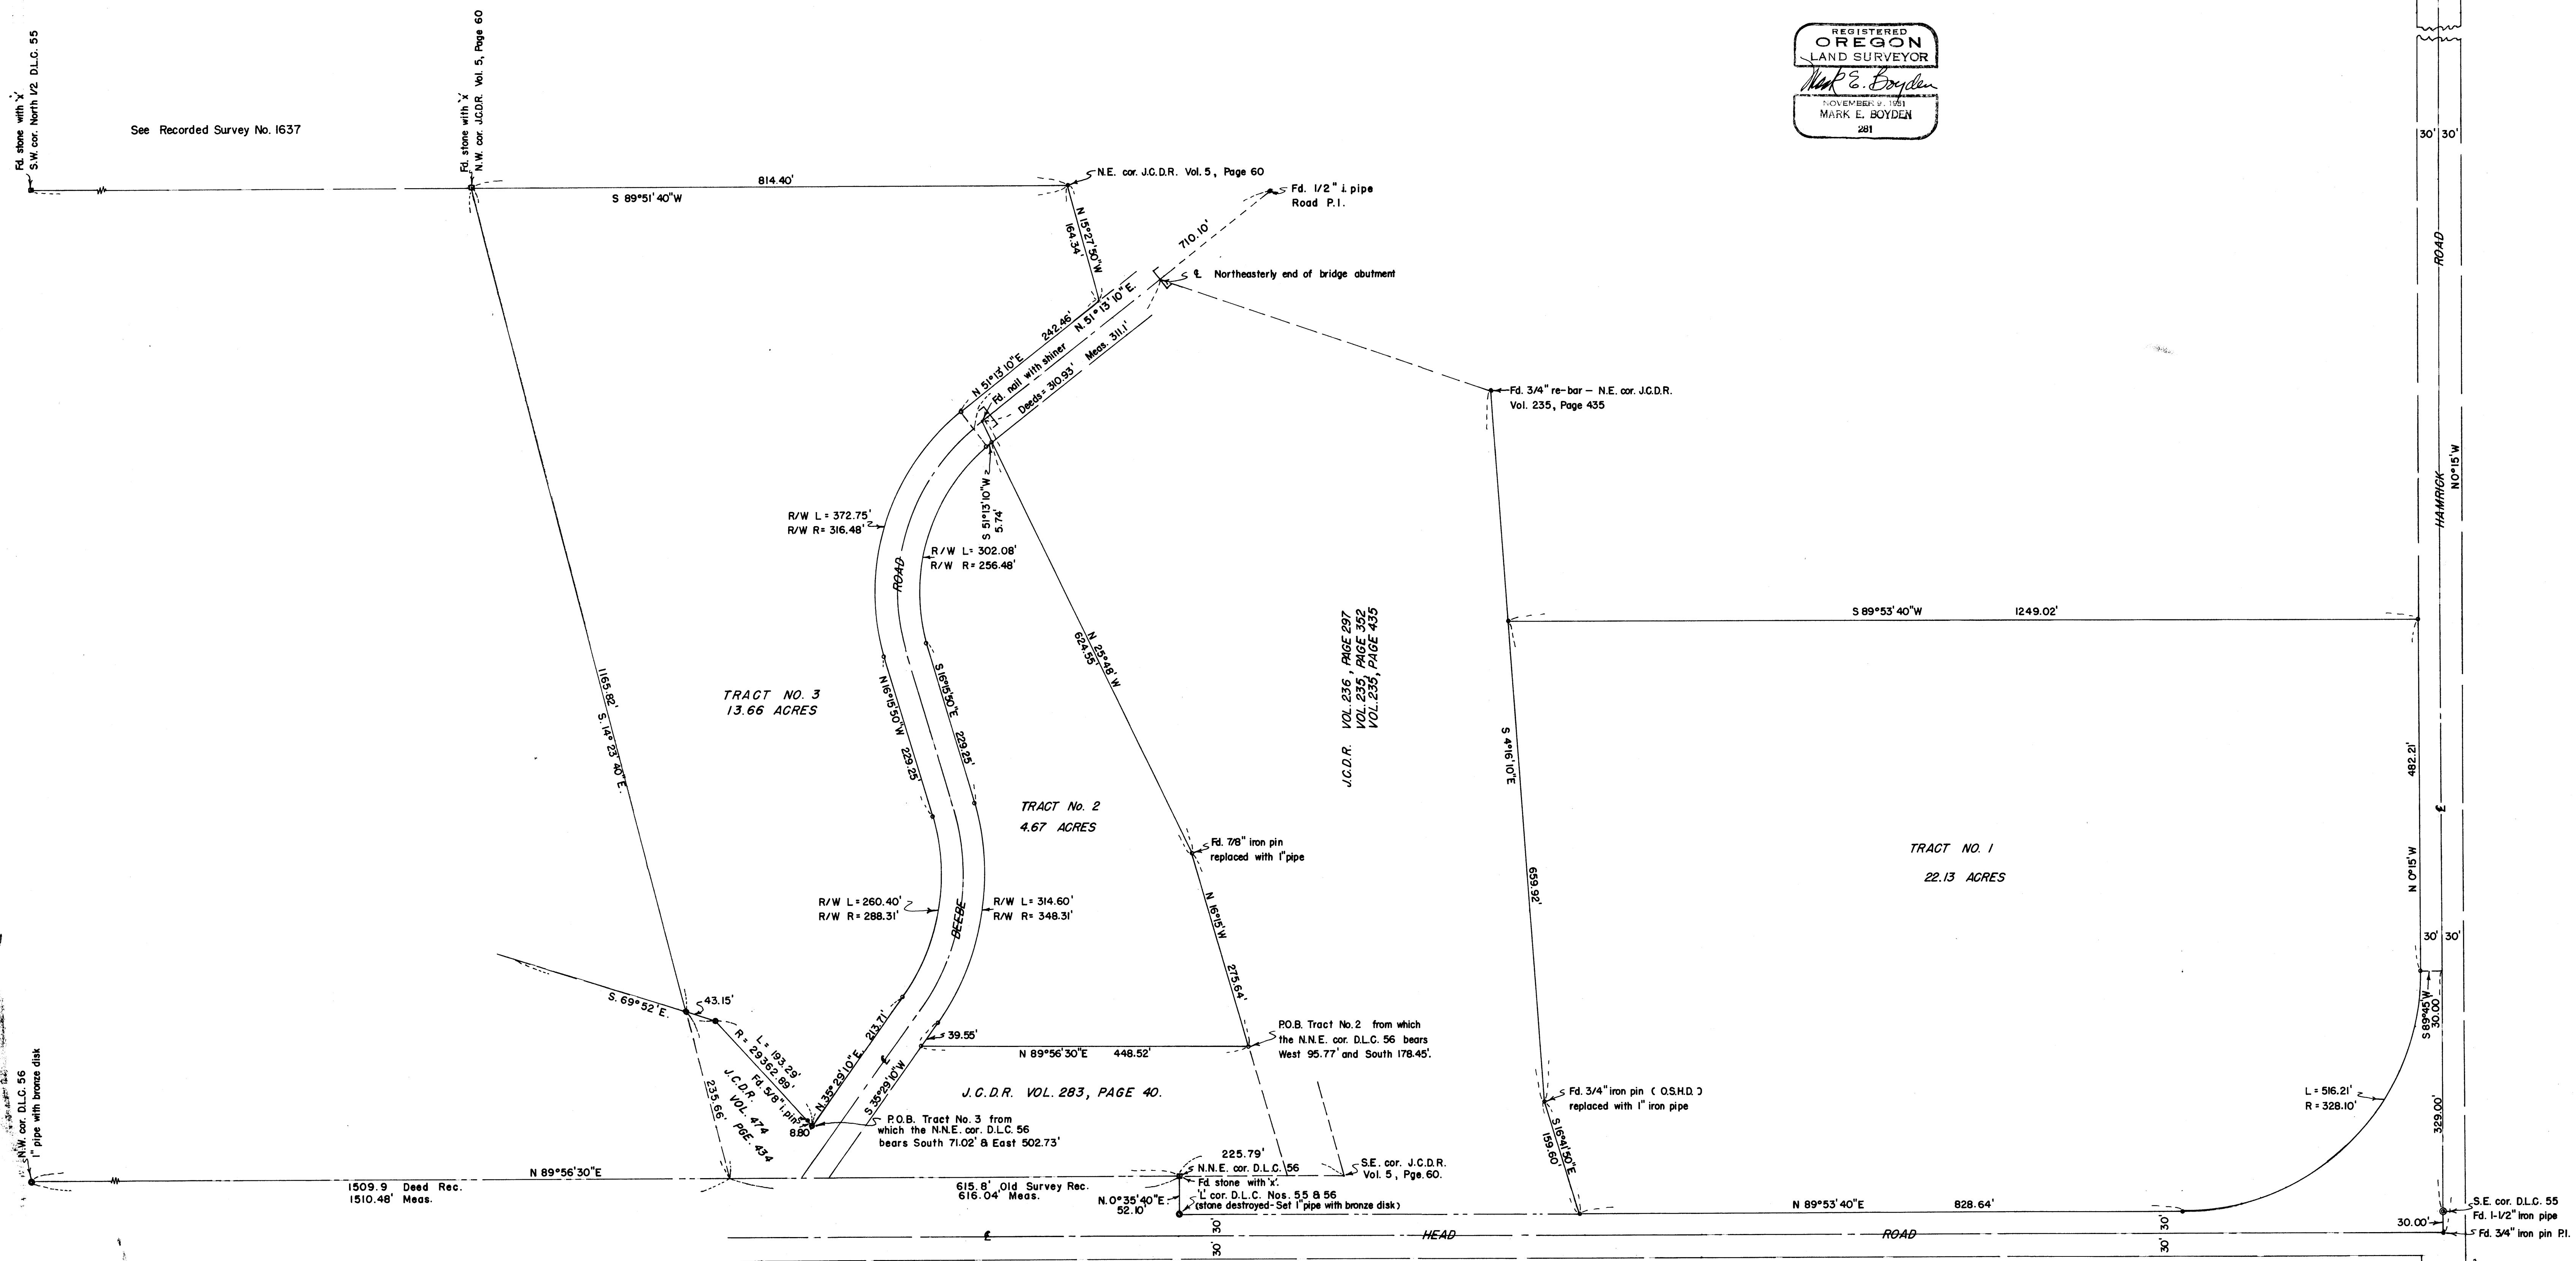 Fd. stone with 'x'
S.W. cor. North 1/2 D.L.C. 55
See Recorded Survey No. 1637
Fd. stone with 'x'
N.W. cor. J.C.D.R. Vol. 5, Page 60
REGISTERED
OREGON
LAND SURVEYOR
Mark E. Boyden
NOVEMBER 9, 1951
MARK E. BOYDEN
281
814.40'
S 89°51'40"W
N.E. cor. J.C.D.R. Vol. 5, Page 60
N 15°27'50"W
164.34'
Fd. 1/2" i. pipe
Road P.I.
710.10'
℄ Northeasterly end of bridge abutment
30' 30'
ROAD
HAMRICK
N 0°15'W
242.46'
N 51°13'10"E
N. 51°13'10"E.
Fd. nail with shiner
Deeds = 310.93' Meas. 311.1'
Fd. 3/4" re-bar – N.E. cor. J.C.D.R.
Vol. 235, Page 435
S 51°13'10"W
5.74'
R/W L = 372.75'
R/W R = 316.48'
R/W L = 302.08'
R/W R = 256.48'
ROAD
S 89°53'40"W 1249.02'
N 25°48' W
624.55'
J.C.D.R. VOL. 236, PAGE 297
VOL. 235, PAGE 352
VOL. 235, PAGE 435
1165.82'
S. 14° 23' 40"E.
TRACT NO. 3
13.66 ACRES
N 16°15'50"W 229.25'
S 16°15'50"E 229.25'
TRACT No. 2
4.67 ACRES
S 4°16'10"E
659.92'
482.21'
N 0°15'W
℄
Fd. 7/8" iron pin
replaced with 1" pipe
TRACT NO. 1
22.13 ACRES
R/W L = 260.40'
R/W R = 288.31'
R/W L = 314.60'
R/W R = 348.31'
BEEBE
N 16°15'W
275.64'
30' 30'
S 89°45'W
30.00
S. 69°52'E.
43.15'
L = 193.29'
R = 29362.89'
Fd. 5/8" i. pin
8.80'
J.C.D.R.
VOL. 474
PGE. 434
235.66'
N. 35°29'10"E. 213.71'
℄
S 35°29'10"W
39.55'
N 89°56'30"E 448.52'
P.O.B. Tract No. 2 from which
the N.N.E. cor. D.L.C. 56 bears
West 95.77' and South 178.45'.
J.C.D.R. VOL. 283, PAGE 40.
P.O.B. Tract No. 3 from
which the N.N.E. cor. D.L.C. 56
bears South 71.02' & East 502.73'
Fd. 3/4" iron pin ( O.S.H.D. )
replaced with 1" iron pipe
S 16°41'50"E
159.60'
L = 516.21'
R = 328.10'
329.00'
N.W. cor. D.L.C. 56
1" pipe with bronze disk
N 89°56'30"E
1509.9 Deed Rec.
1510.48' Meas.
615.8' Old Survey Rec.
616.04' Meas.
225.79'
N.N.E. cor. D.L.C. 56
Fd. stone with 'x'.
N. 0°35'40"E.
52.10'
'L' cor. D.L.C. Nos. 55 & 56
(stone destroyed - Set 1" pipe with bronze disk)
S.E. cor. J.C.D.R.
Vol. 5, Pge. 60.
N 89°53'40"E 828.64'
S.E. cor. D.L.C. 55
Fd. 1-1/2" iron pipe
30.00'
Fd. 3/4" iron pin P.I.
30'
30'
℄ HEAD ROAD
30'
30'